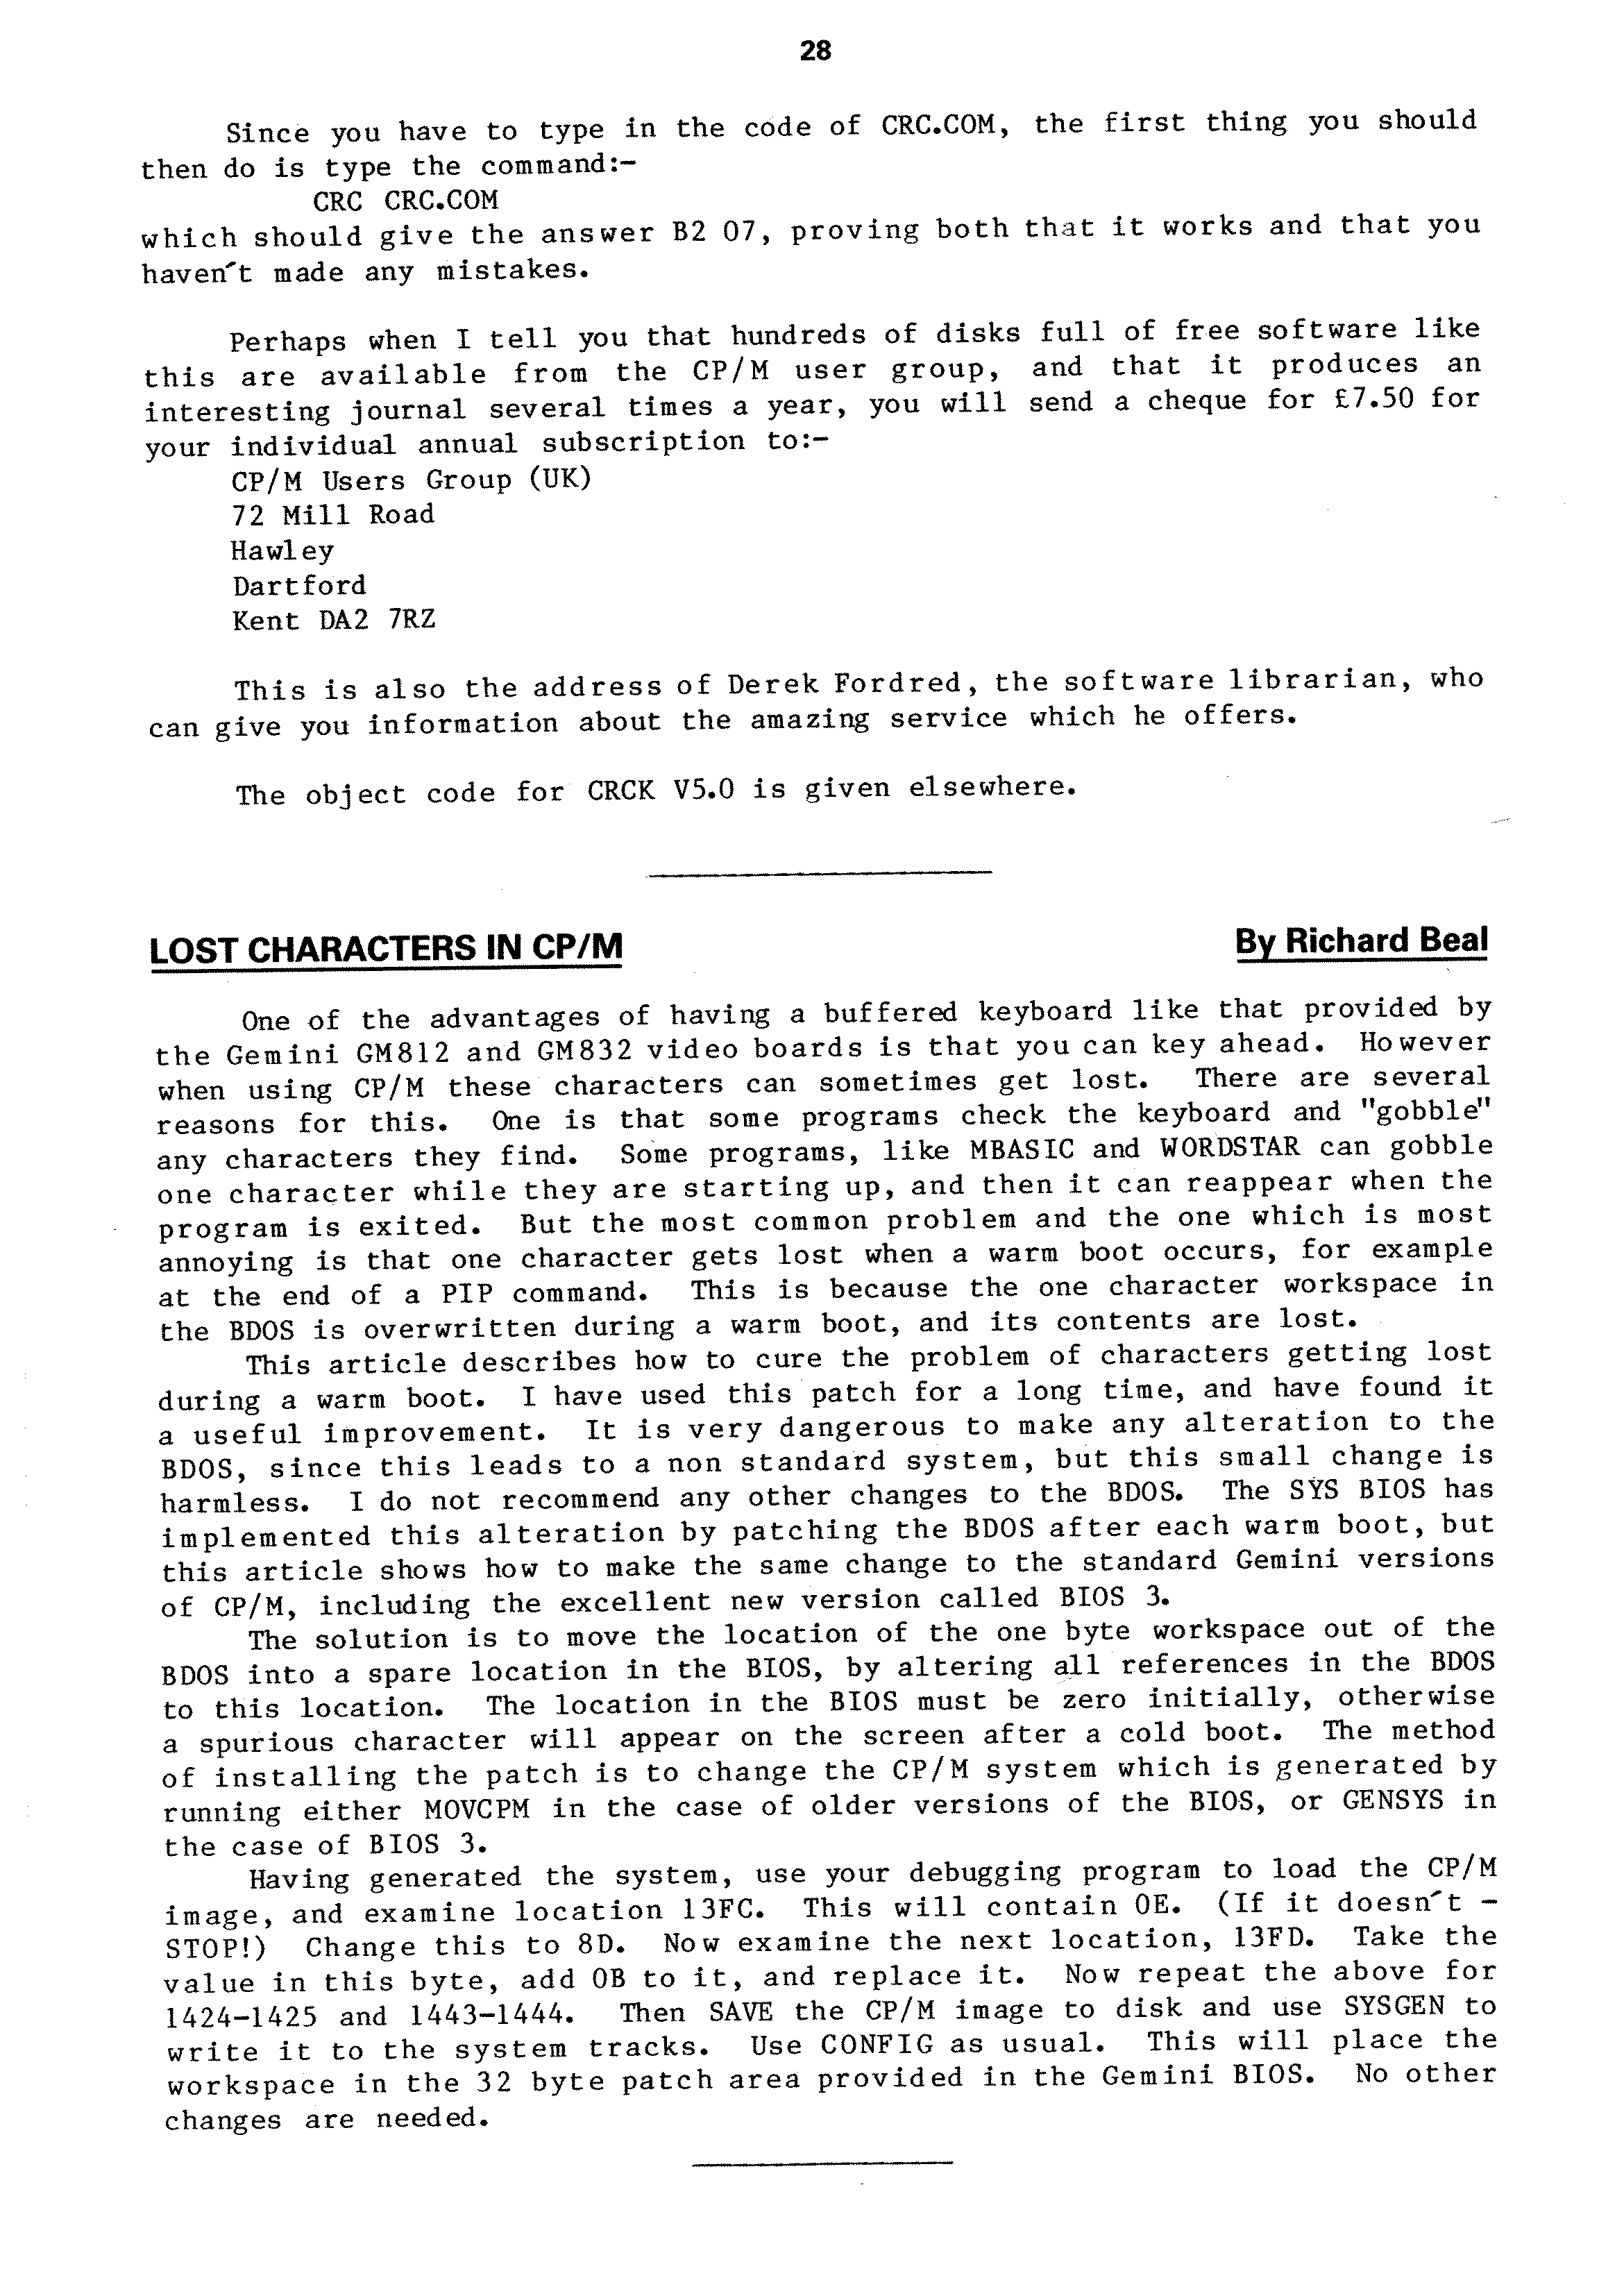 28
Since you have to type in the code of CRC.COM, the first thing you should
then do is type the command:-
CRC CRC.COM
which should give the answer B2 07, proving both that it works and that you
haven't made any mistakes.
Perhaps when I tell you that hundreds of disks full of free software like
this are available from the CP/M user group, and that it produces an
interesting journal several times a year, you will send a cheque for £7.50 for
your individual annual subscription to:-
CP/M Users Group (UK)
72 Mill Road
Hawley
Dartford
Kent DA2 7RZ
This is also the address of Derek Fordred, the software librarian, who
can give you information about the amazing service which he offers.
The object code for CRCK V5.0 is given elsewhere.
LOST CHARACTERS IN CP/M By Richard Beal
One of the advantages of having a buffered keyboard like that provided by
the Gemini GM812 and GM832 video boards is that you can key ahead. However
when using CP/M these characters can sometimes get lost. There are several
reasons for this. One is that some programs check the keyboard and "gobble"
any characters they find. Some programs, like MBASIC and WORDSTAR can gobble
one character while they are starting up, and then it can reappear when the
program is exited. But the most common problem and the one which is most
annoying is that one character gets lost when a warm boot occurs, for example
at the end of a PIP command. This is because the one character workspace in
the BDOS is overwritten during a warm boot, and its contents are lost.
This article describes how to cure the problem of characters getting lost
during a warm boot. I have used this patch for a long time, and have found it
a useful improvement. It is very dangerous to make any alteration to the
BDOS, since this leads to a non standard system, but this small change is
harmless. I do not recommend any other changes to the BDOS. The SYS BIOS has
implemented this alteration by patching the BDOS after each warm boot, but
this article shows how to make the same change to the standard Gemini versions
of CP/M, including the excellent new version called BIOS 3.
The solution is to move the location of the one byte workspace out of the
BDOS into a spare location in the BIOS, by altering all references in the BDOS
to this location. The location in the BIOS must be zero initially, otherwise
a spurious character will appear on the screen after a cold boot. The method
of installing the patch is to change the CP/M system which is generated by
running either MOVCPM in the case of older versions of the BIOS, or GENSYS in
the case of BIOS 3.
Having generated the system, use your debugging program to load the CP/M
image, and examine location 13FC. This will contain 0E. (If it doesn't -
STOP!) Change this to 8D. Now examine the next location, 13FD. Take the
value in this byte, add 0B to it, and replace it. Now repeat the above for
1424-1425 and 1443-1444. Then SAVE the CP/M image to disk and use SYSGEN to
write it to the system tracks. Use CONFIG as usual. This will place the
workspace in the 32 byte patch area provided in the Gemini BIOS. No other
changes are needed.